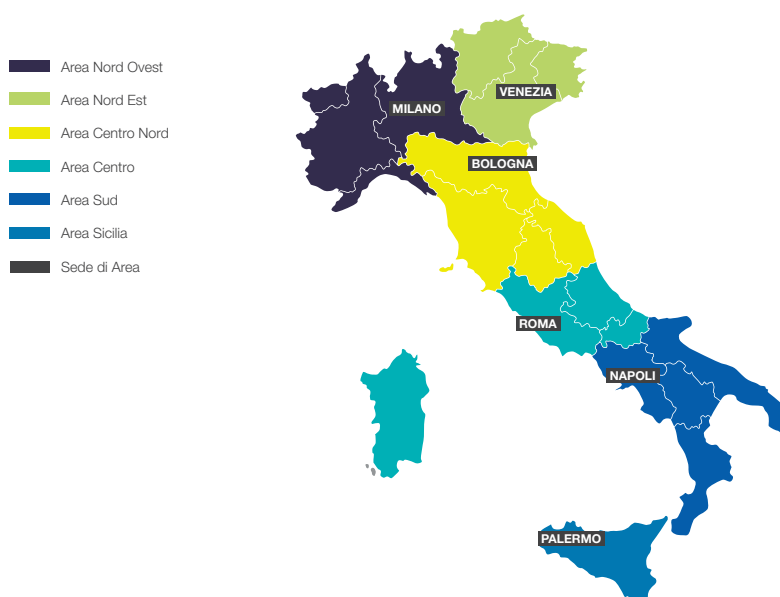 Area Nord Ovest
Area Nord Est
Area Centro Nord
Area Centro
Area Sud
Area Sicilia
Sede di Area
VENEZIA
MILANO
BOLOGNA
ROMA
NAPOLI
PALERMO